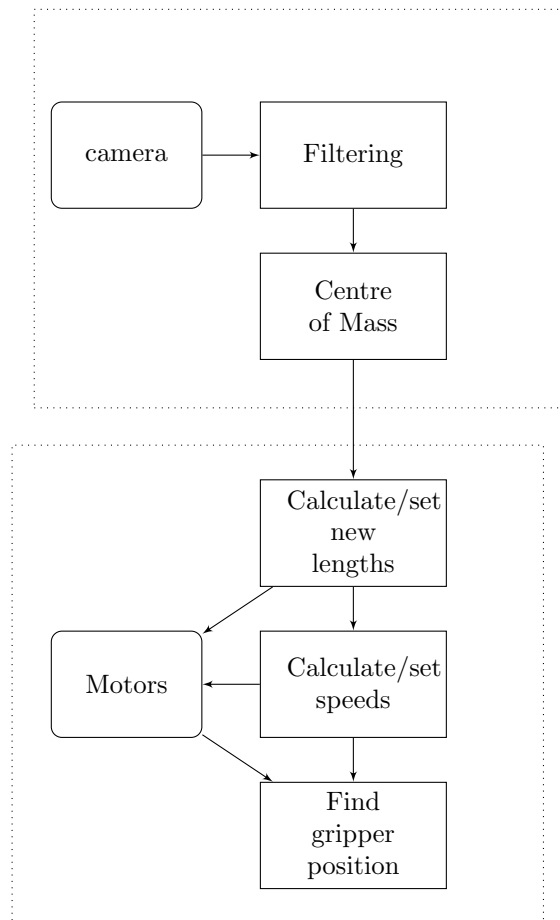 camera
Filtering
Centre
of Mass
Calculate/set
new
lengths
Motors
Calculate/set
speeds
Find
gripper
position